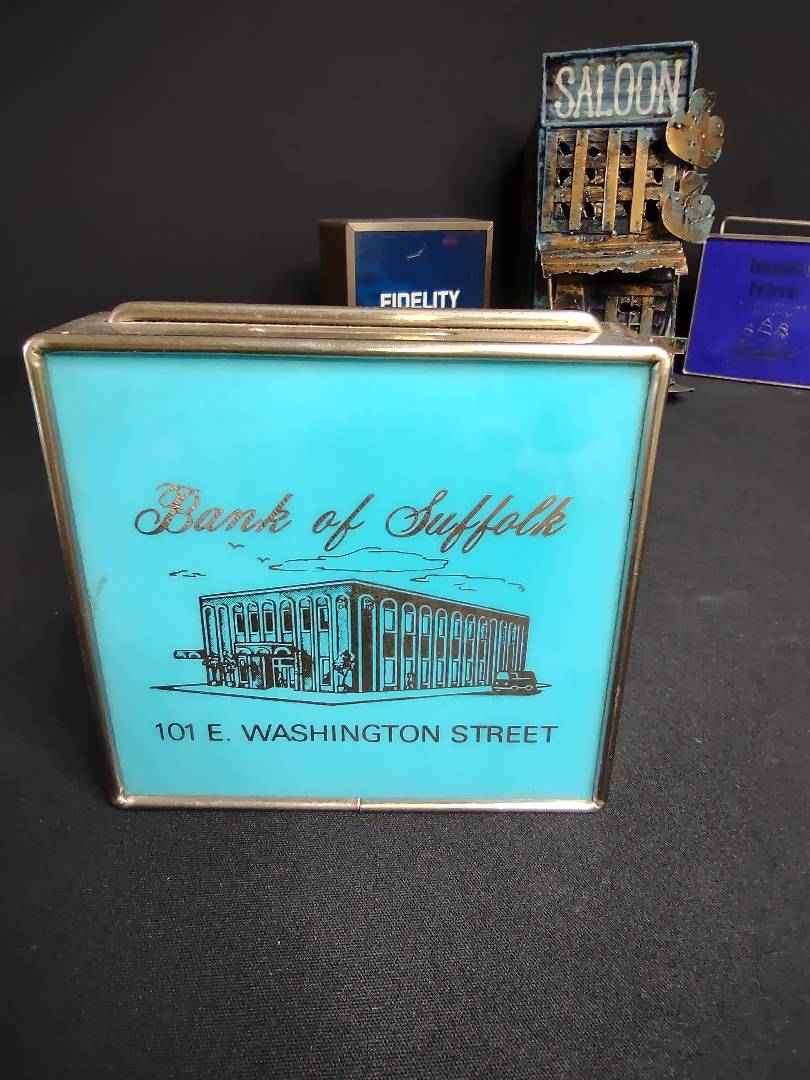 SALOON
FIDELITY
Bank of Suffolk
101 E. WASHINGTON STREET